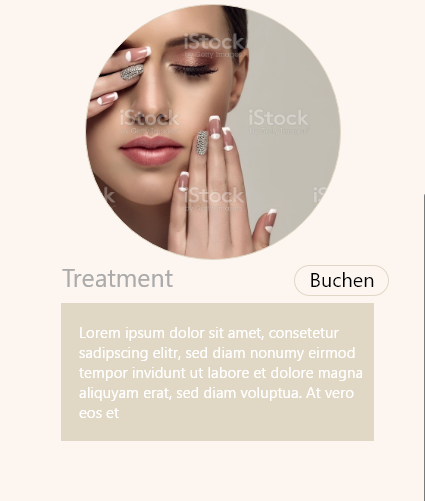 iStock
iStock
iStock
iStock
Treatment
Buchen
Lorem ipsum dolor sit amet, consetetur
sadipscing elitr, sed diam nonumy eirmod
tempor invidunt ut labore et dolore magna
aliquyam erat, sed diam voluptua. At vero
eos et